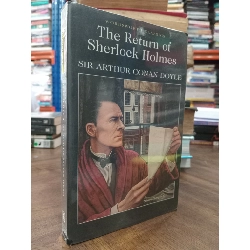 The Return of
Sherlock Holmes
SIR ARTHUR CONAN DOYLE